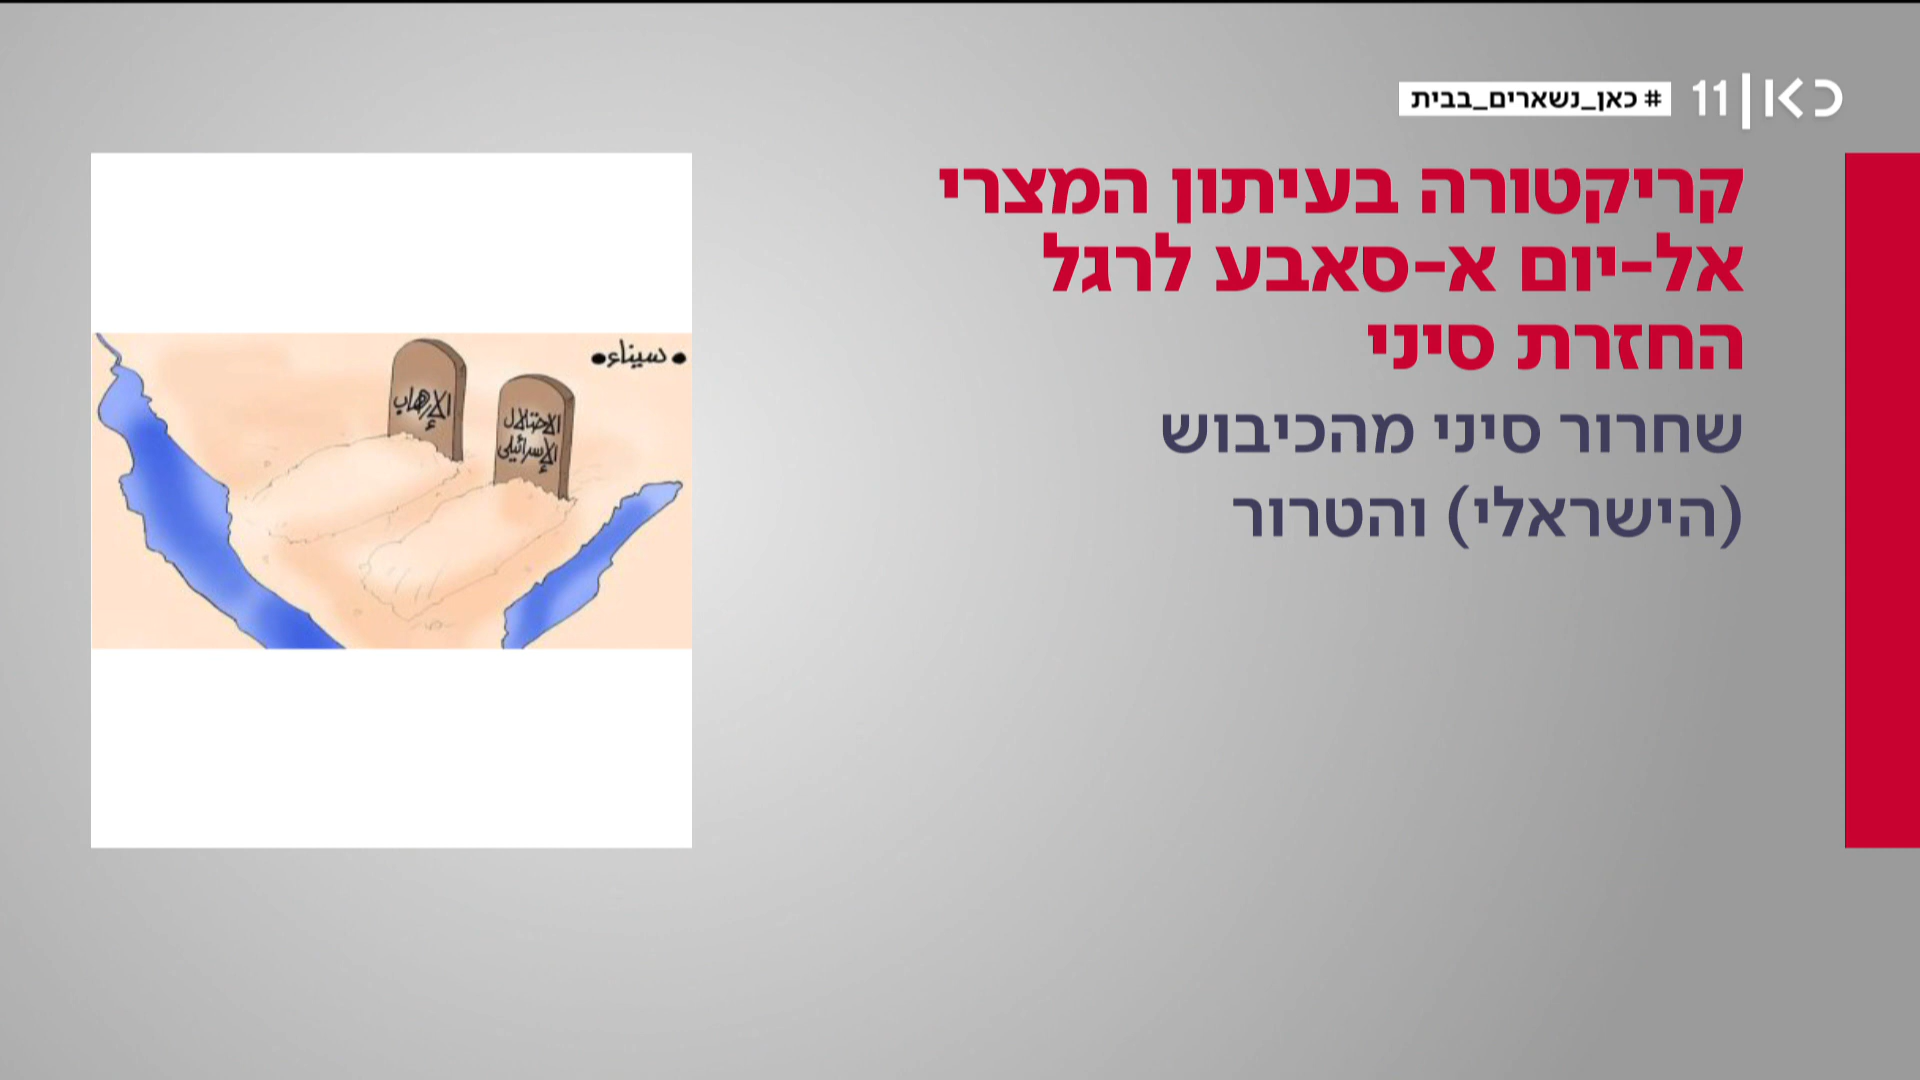 כאן 11
# כאן_נשארים_בבית
קריקטורה בעיתון המצרי
אל-יום א-סאבע לרגל
החזרת סיני
שחרור סיני מהכיבוש
(הישראלי) והטרור
•سيناء•
الإرهاب
الاحتلال
الإسرائيلي